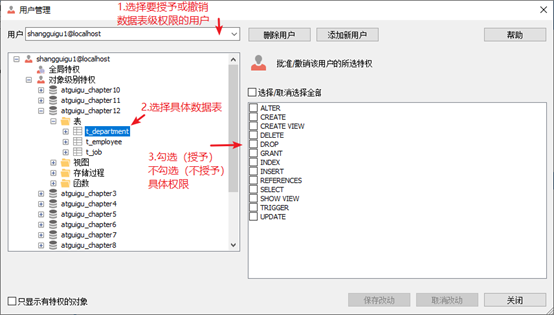 用户管理
1.选择要授予或撤销
数据表级权限的用户
用户 shangguigu1@localhost
删除用户 添加新用户 帮助
shangguigu1@localhost
全局特权
对象级别特权
atguigu_chapter10
atguigu_chapter11
atguigu_chapter12
表
t_department
t_employee
t_job
视图
存储过程
函数
atguigu_chapter3
atguigu_chapter4
atguigu_chapter5
atguigu_chapter6
atguigu_chapter7
atguigu_chapter8
2.选择具体数据表
3.勾选（授予）
不勾选（不授予）
具体权限
批准/撤销该用户的所选特权
选择/取消选择全部
ALTER
CREATE
CREATE VIEW
DELETE
DROP
GRANT
INDEX
INSERT
REFERENCES
SELECT
SHOW VIEW
TRIGGER
UPDATE
只显示有特权的对象
保存改动 取消改动 关闭